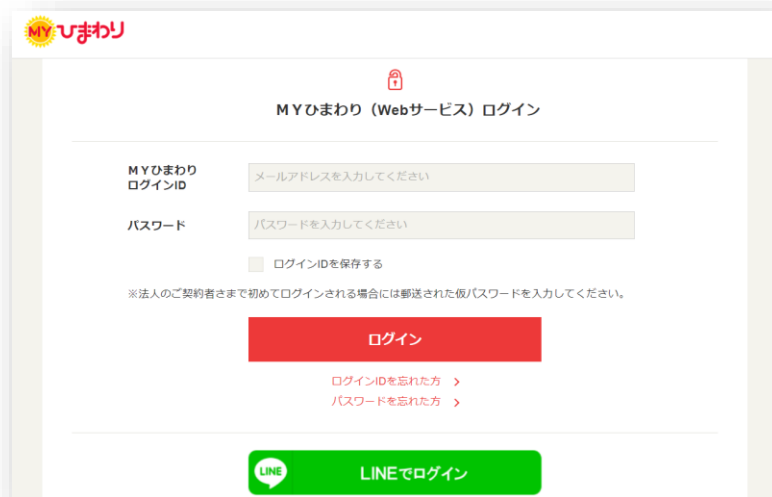 MY ひまわり
MYひまわり（Webサービス）ログイン
MYひまわり
ログインID
メールアドレスを入力してください
パスワード
パスワードを入力してください
ログインIDを保存する
※法人のご契約者さまで初めてログインされる場合には郵送された仮パスワードを入力してください。
ログイン
ログインIDを忘れた方 >
パスワードを忘れた方 >
LINE LINEでログイン